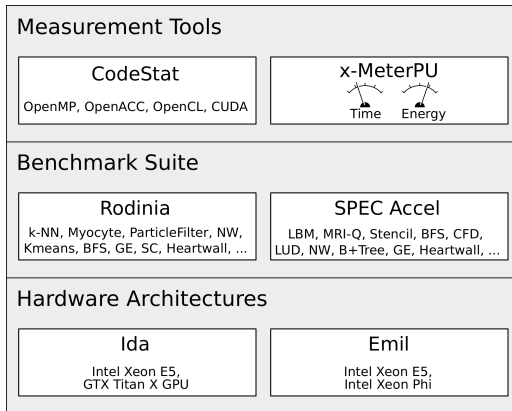 Measurement Tools
CodeStat
OpenMP, OpenACC, OpenCL, CUDA
x-MeterPU
Time Energy
Benchmark Suite
Rodinia
k-NN, Myocyte, ParticleFilter, NW,
Kmeans, BFS, GE, SC, Heartwall, ...
SPEC Accel
LBM, MRI-Q, Stencil, BFS, CFD,
LUD, NW, B+Tree, GE, Heartwall, ...
Hardware Architectures
Ida
Intel Xeon E5,
GTX Titan X GPU
Emil
Intel Xeon E5,
Intel Xeon Phi